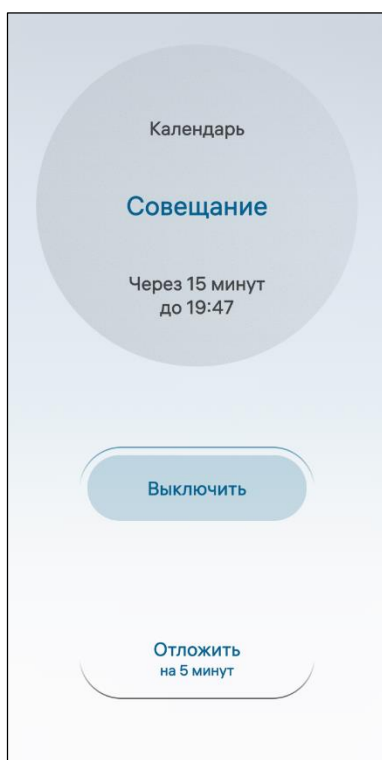 Календарь
Совещание
Через 15 минут
до 19:47
Выключить
Отложить
на 5 минут